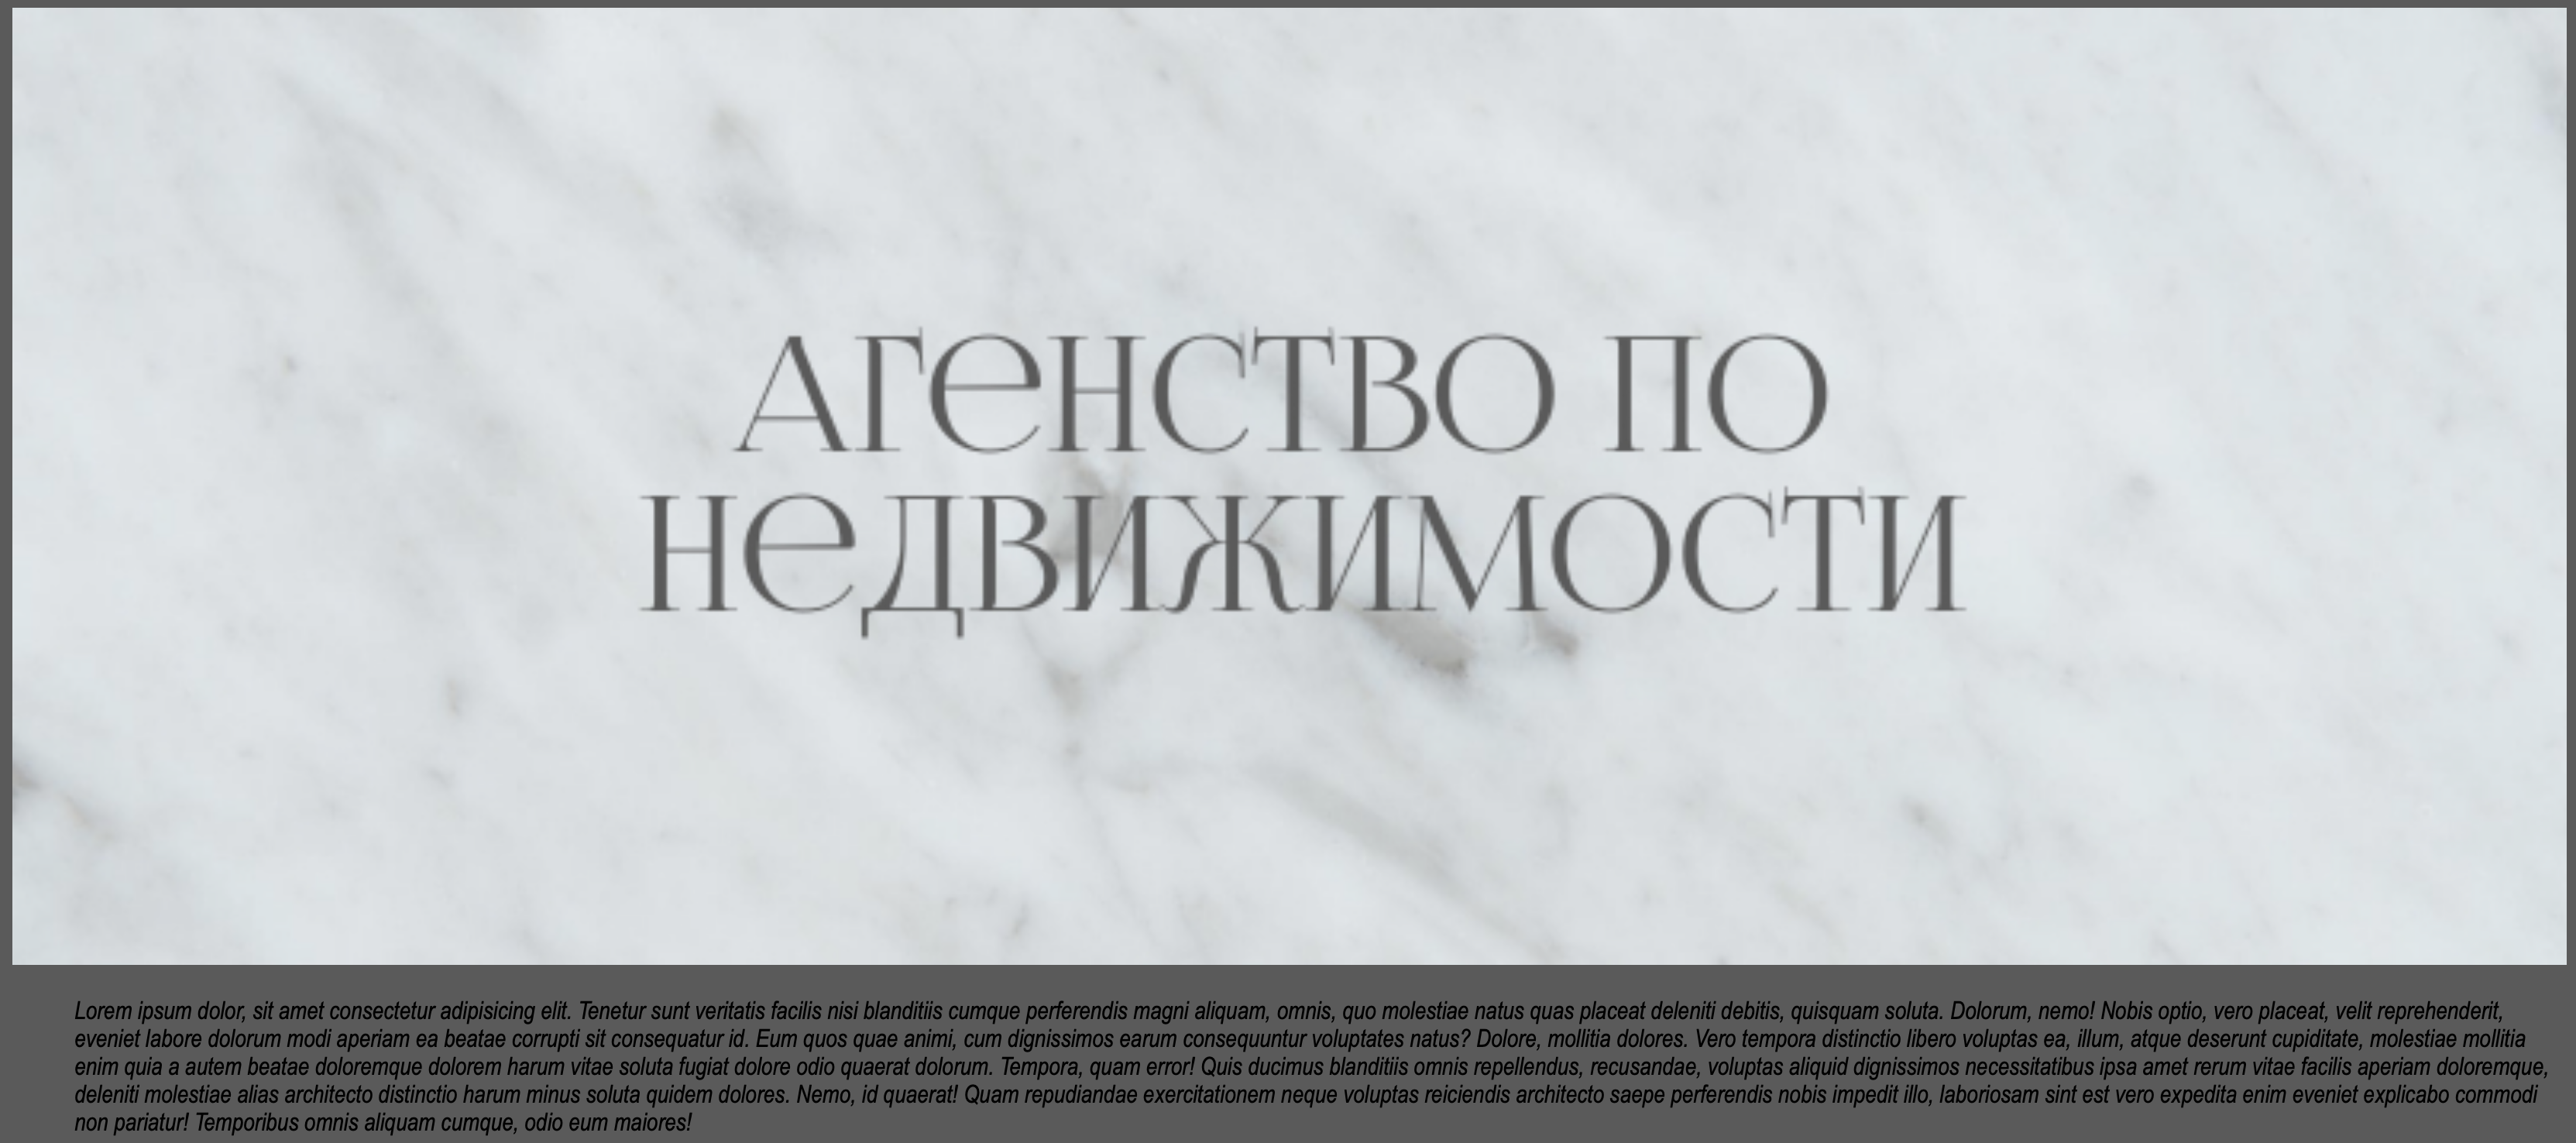 Агенство по
недвижимости
Lorem ipsum dolor, sit amet consectetur adipisicing elit. Tenetur sunt veritatis facilis nisi blanditiis cumque perferendis magni aliquam, omnis, quo molestiae natus quas placeat deleniti debitis, quisquam soluta. Dolorum, nemo! Nobis optio, vero placeat, velit reprehenderit,
eveniet labore dolorum modi aperiam ea beatae corrupti sit consequatur id. Eum quos quae animi, cum dignissimos earum consequuntur voluptates natus? Dolore, mollitia dolores. Vero tempora distinctio libero voluptas ea, illum, atque deserunt cupiditate, molestiae mollitia
enim quia a autem beatae doloremque dolorem harum vitae soluta fugiat dolore odio quaerat dolorum. Tempora, quam error! Quis ducimus blanditiis omnis repellendus, recusandae, voluptas aliquid dignissimos necessitatibus ipsa amet rerum vitae facilis aperiam doloremque,
deleniti molestiae alias architecto distinctio harum minus soluta quidem dolores. Nemo, id quaerat! Quam repudiandae exercitationem neque voluptas reiciendis architecto saepe perferendis nobis impedit illo, laboriosam sint est vero expedita enim eveniet explicabo commodi
non pariatur! Temporibus omnis aliquam cumque, odio eum maiores!